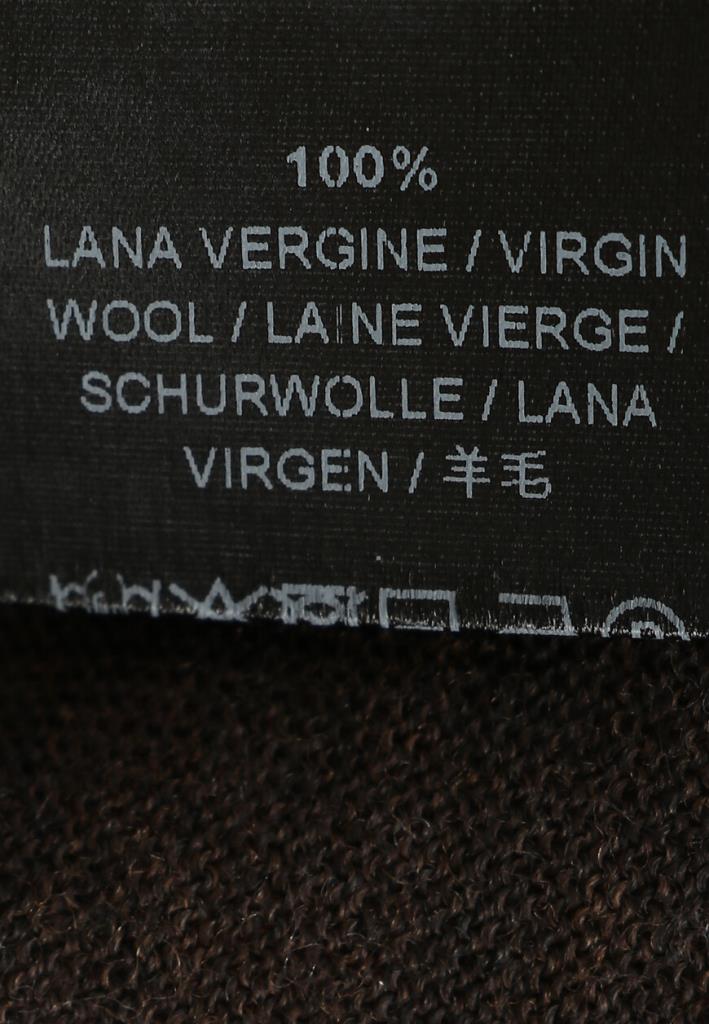 100%
LANA VERGINE / VIRGIN
WOOL / LAINE VIERGE /
SCHURWOLLE / LANA
VIRGEN / 羊毛